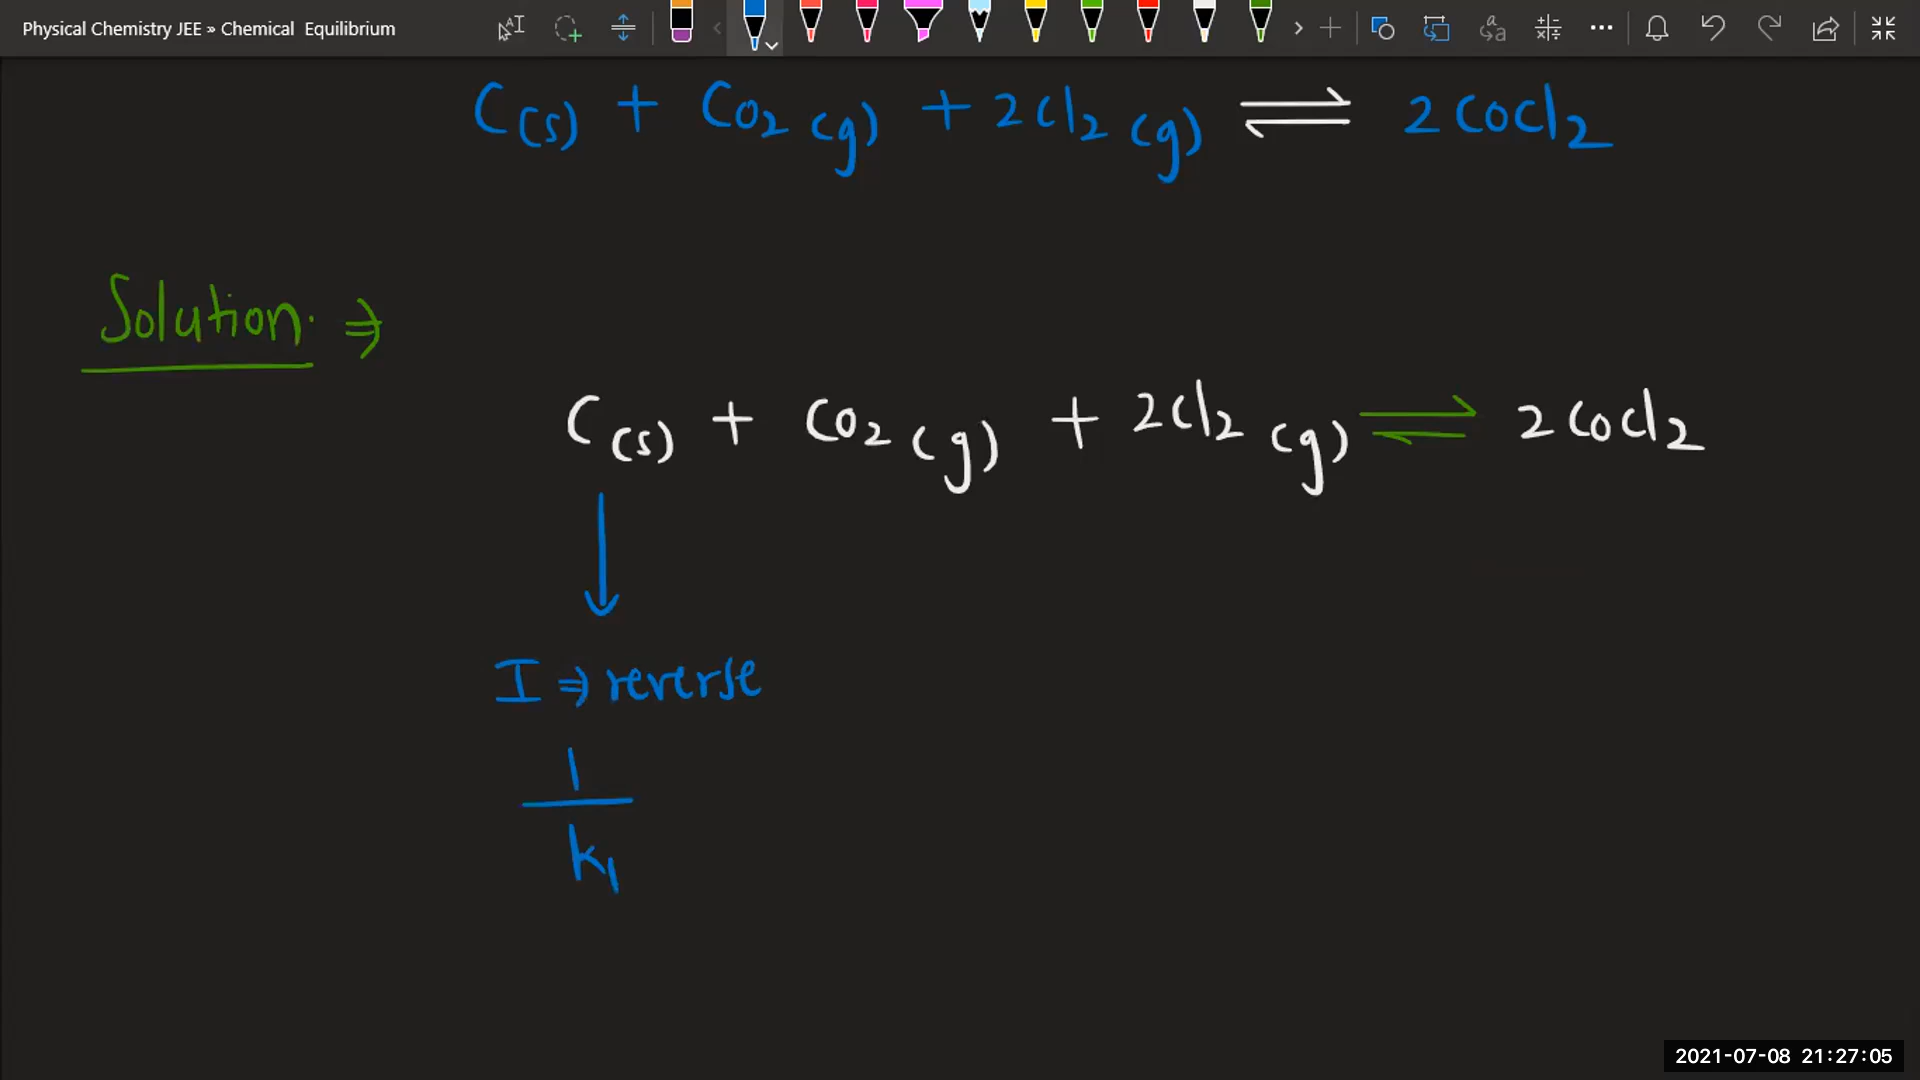 Physical Chemistry JEE » Chemical Equilibrium
C(s) + CO2 (g) + 2Cl2 (g) ⇌ 2COCl2
Solution. ⇒
C(s) + CO2 (g) + 2Cl2 (g) ⇌ 2COCl2
↓
I ⇒ reverse
1
k1
2021-07-08 21:27:05